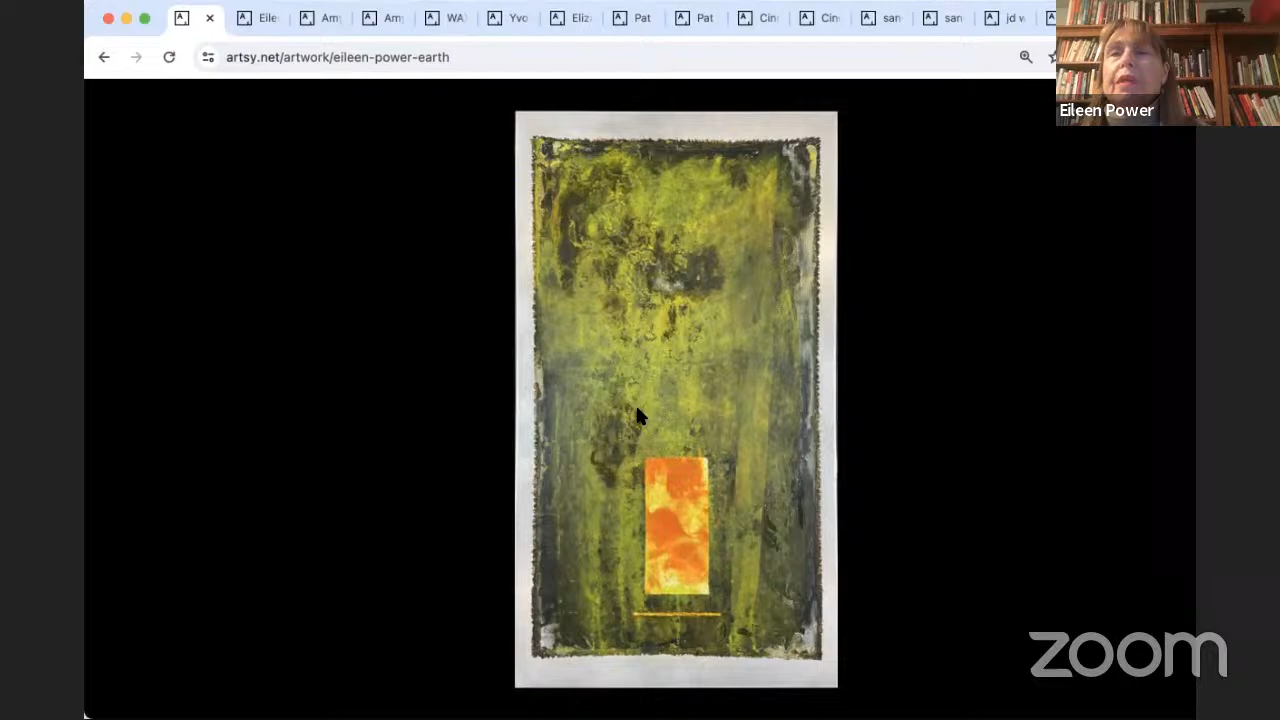 Eile
Am
Am
WA
Yvo
Eliz
Pat
Pat
Cin
Cin
san
san
jd w
artsy.net/artwork/eileen-power-earth
Eileen Power
zoom